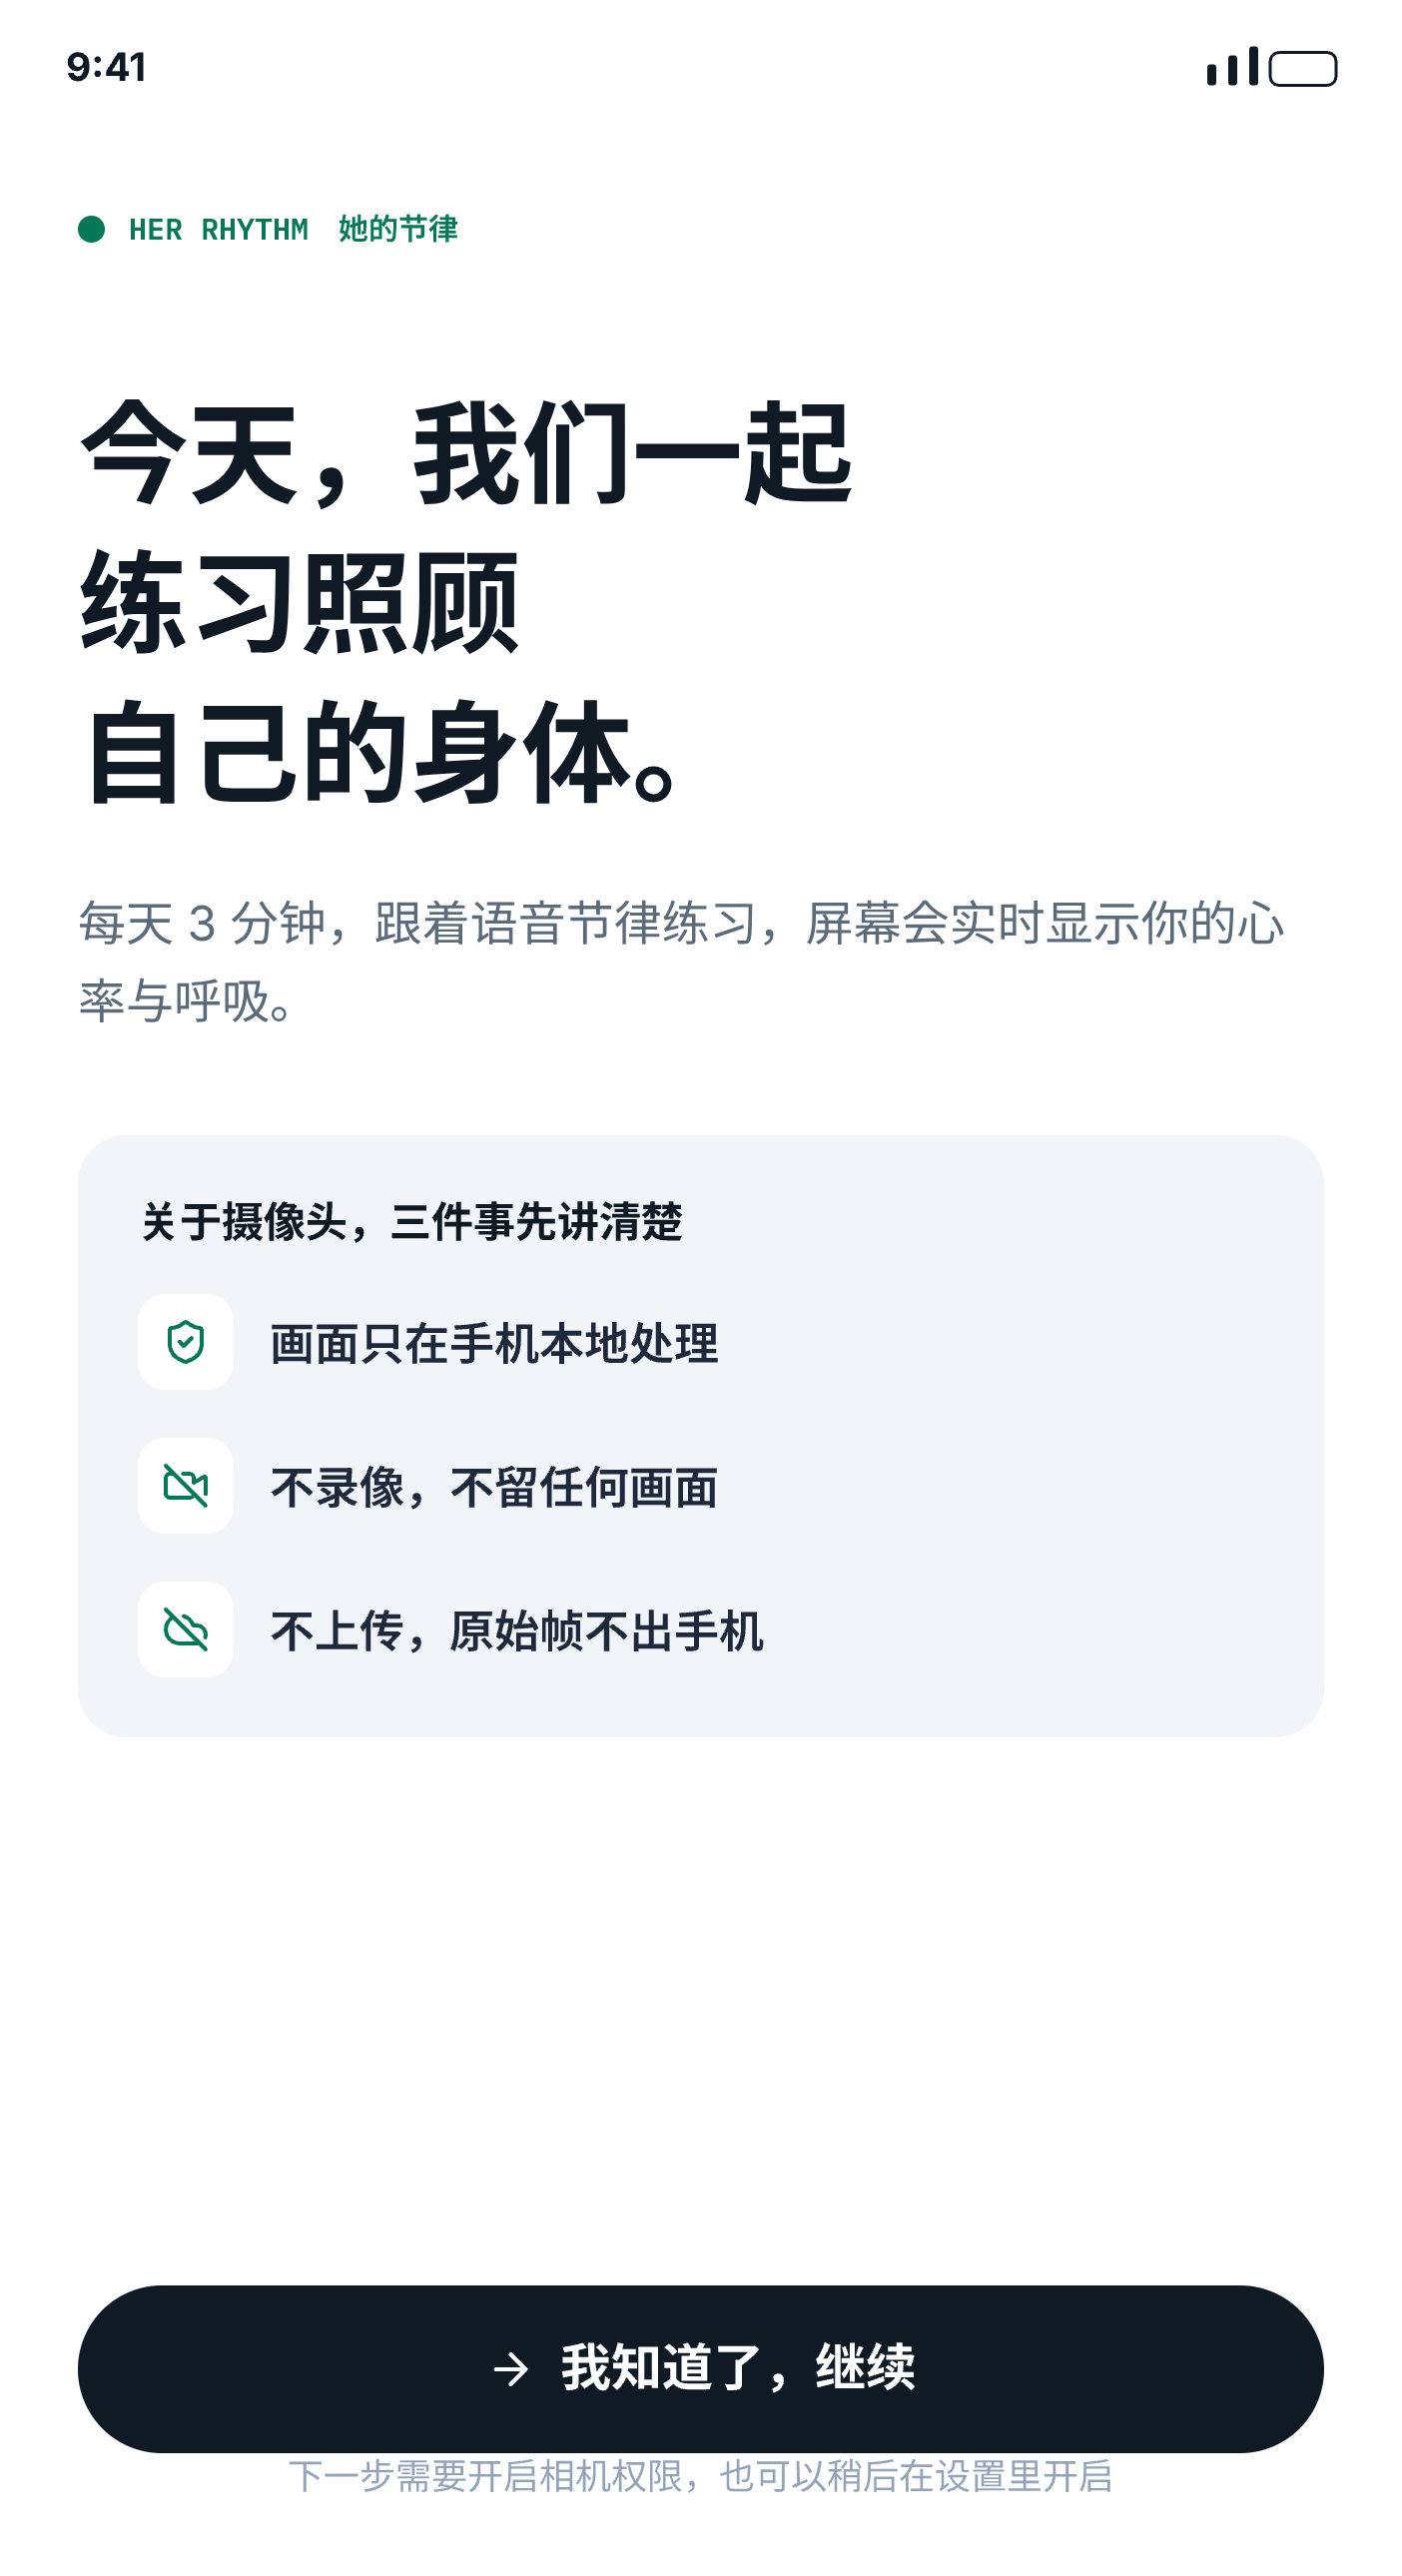 9:41
HER RHYTHM 她的节律
今天，我们一起
练习照顾
自己的身体。
每天 3 分钟，跟着语音节律练习，屏幕会实时显示你的心
率与呼吸。
关于摄像头，三件事先讲清楚
画面只在手机本地处理
不录像，不留任何画面
不上传，原始帧不出手机
我知道了，继续
下一步需要开启相机权限，也可以稍后在设置里开启